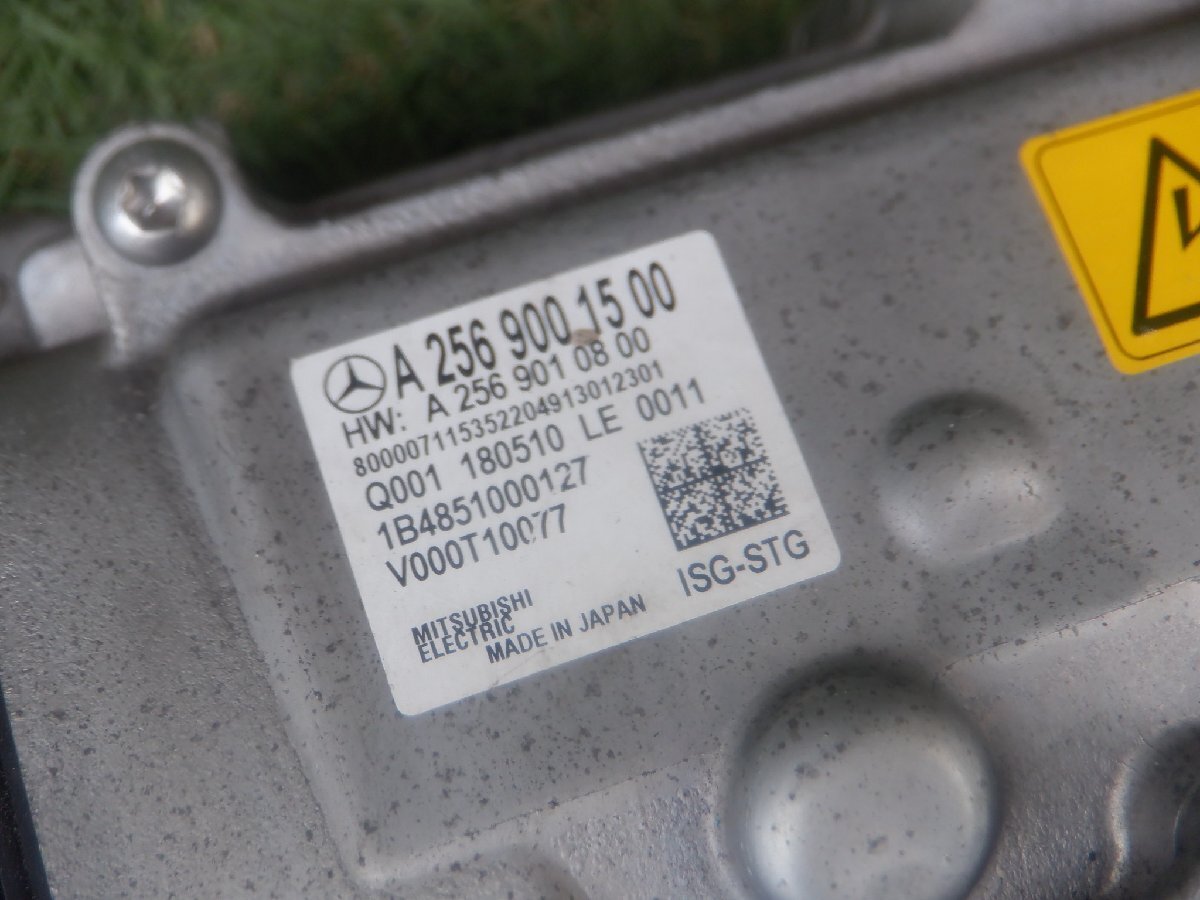 A 256 900 15 00
HW: A 256 901 08 00
800007115352204913012301
Q001 180510 LE 0011
1B4851000127
V000T10077
ISG-STG
MITSUBISHI
ELECTRIC
MADE IN JAPAN